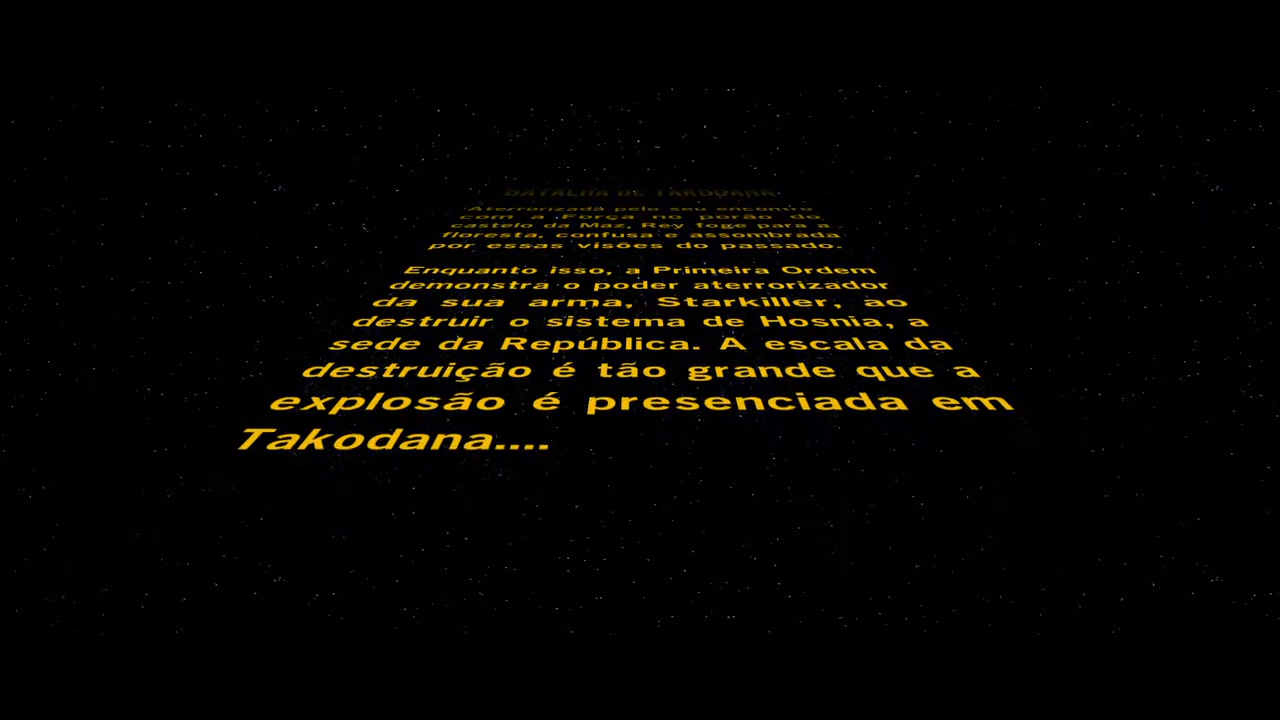 BATALHA DE TAKODANA
Aterrorizada pelo seu encontro
com a Força no porão do
castelo da Maz, Rey foge para a
floresta, confusa e assombrada
por essas visões do passado.
Enquanto isso, a Primeira Ordem
demonstra o poder aterrorizador
da sua arma, Starkiller, ao
destruir o sistema de Hosnia, a
sede da República. A escala da
destruição é tão grande que a
explosão é presenciada em
Takodana....